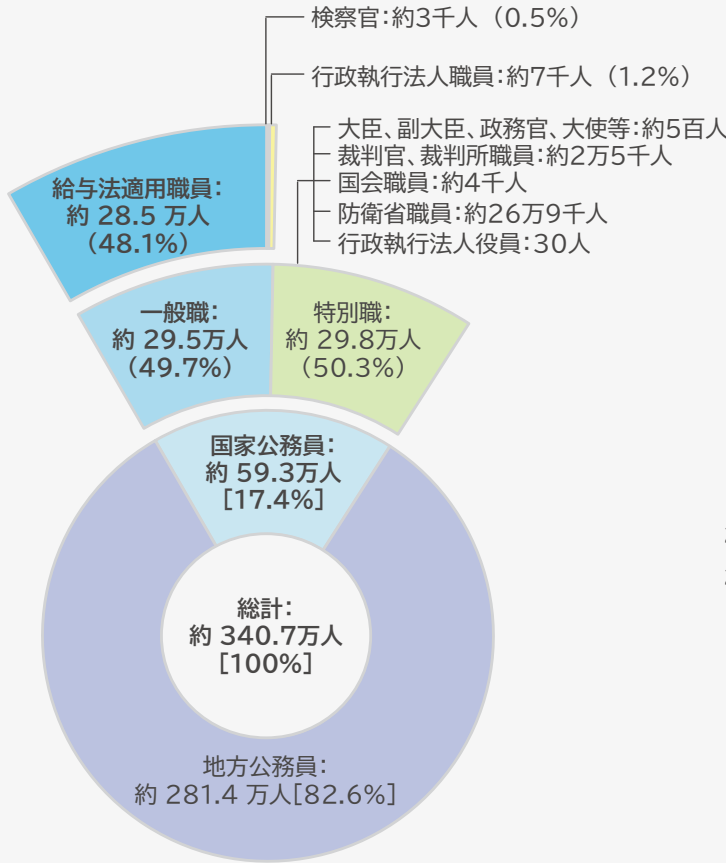 検察官：約3千人（0.5%）
行政執行法人職員：約7千人（1.2%）
大臣、副大臣、政務官、大使等：約5百人
裁判官、裁判所職員：約2万5千人
国会職員：約4千人
防衛省職員：約26万9千人
行政執行法人役員：30人
給与法適用職員：
約 28.5 万人
（48.1%）
一般職：
約 29.5万人
（49.7%）
特別職：
約 29.8万人
（50.3%）
国家公務員：
約 59.3万人
[17.4%]
総計：
約 340.7万人
[100%]
地方公務員：
約 281.4 万人[82.6%]